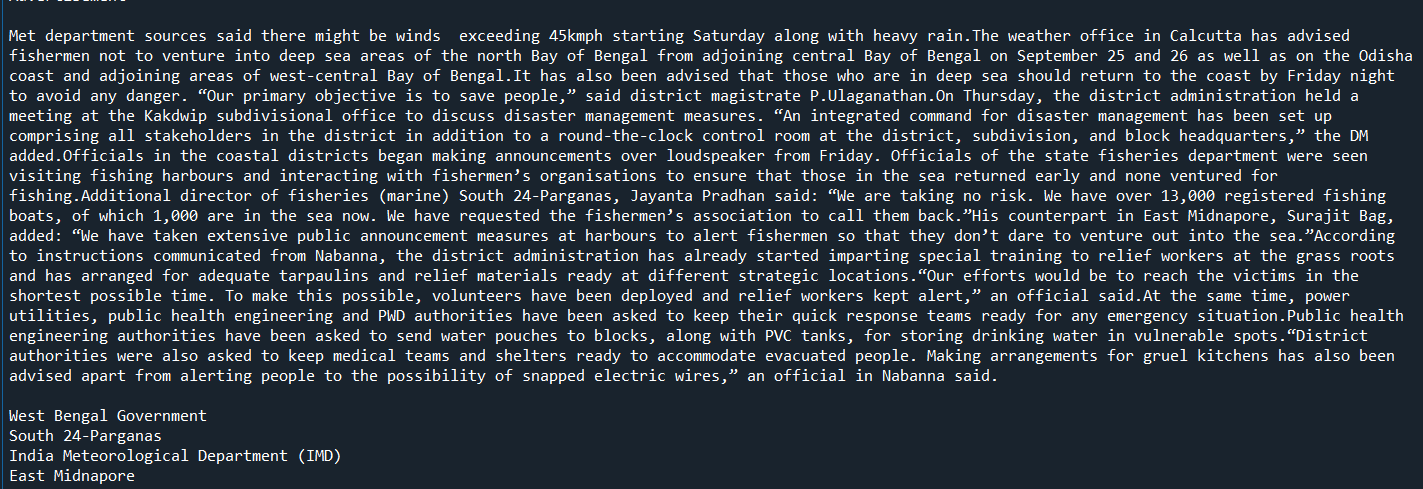 Met department sources said there might be winds  exceeding 45kmph starting Saturday along with heavy rain.The weather office in Calcutta has advised
fishermen not to venture into deep sea areas of the north Bay of Bengal from adjoining central Bay of Bengal on September 25 and 26 as well as on the Odisha
coast and adjoining areas of west-central Bay of Bengal.It has also been advised that those who are in deep sea should return to the coast by Friday night
to avoid any danger. “Our primary objective is to save people,” said district magistrate P.Ulaganathan.On Thursday, the district administration held a
meeting at the Kakdwip subdivisional office to discuss disaster management measures. “An integrated command for disaster management has been set up
comprising all stakeholders in the district in addition to a round-the-clock control room at the district, subdivision, and block headquarters,” the DM
added.Officials in the coastal districts began making announcements over loudspeaker from Friday. Officials of the state fisheries department were seen
visiting fishing harbours and interacting with fishermen’s organisations to ensure that those in the sea returned early and none ventured for
fishing.Additional director of fisheries (marine) South 24-Parganas, Jayanta Pradhan said: “We are taking no risk. We have over 13,000 registered fishing
boats, of which 1,000 are in the sea now. We have requested the fishermen’s association to call them back.”His counterpart in East Midnapore, Surajit Bag,
added: “We have taken extensive public announcement measures at harbours to alert fishermen so that they don’t dare to venture out into the sea.”According
to instructions communicated from Nabanna, the district administration has already started imparting special training to relief workers at the grass roots
and has arranged for adequate tarpaulins and relief materials ready at different strategic locations.“Our efforts would be to reach the victims in the
shortest possible time. To make this possible, volunteers have been deployed and relief workers kept alert,” an official said.At the same time, power
utilities, public health engineering and PWD authorities have been asked to keep their quick response teams ready for any emergency situation.Public health
engineering authorities have been asked to send water pouches to blocks, along with PVC tanks, for storing drinking water in vulnerable spots.“District
authorities were also asked to keep medical teams and shelters ready to accommodate evacuated people. Making arrangements for gruel kitchens has also been
advised apart from alerting people to the possibility of snapped electric wires,” an official in Nabanna said.
West Bengal Government
South 24-Parganas
India Meteorological Department (IMD)
East Midnapore